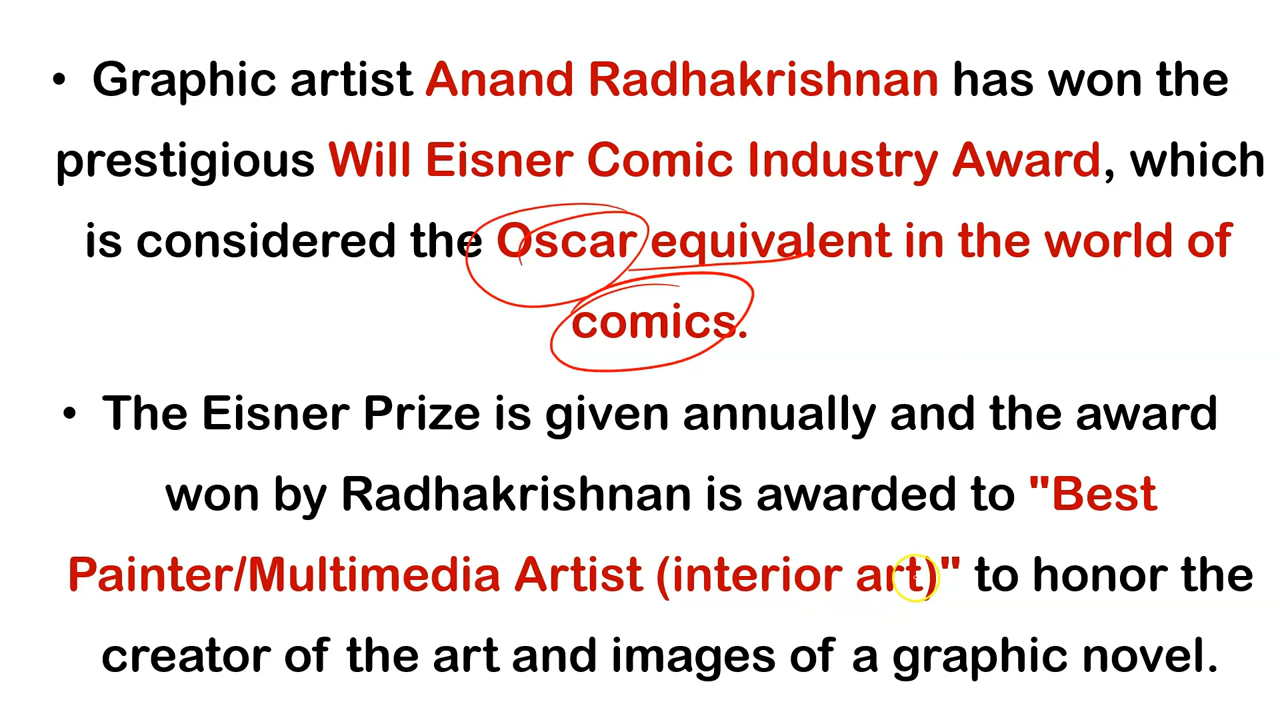 • Graphic artist Anand Radhakrishnan has won the
prestigious Will Eisner Comic Industry Award, which
is considered the Oscar equivalent in the world of
comics.
• The Eisner Prize is given annually and the award
won by Radhakrishnan is awarded to "Best
Painter/Multimedia Artist (interior art)" to honor the
creator of the art and images of a graphic novel.